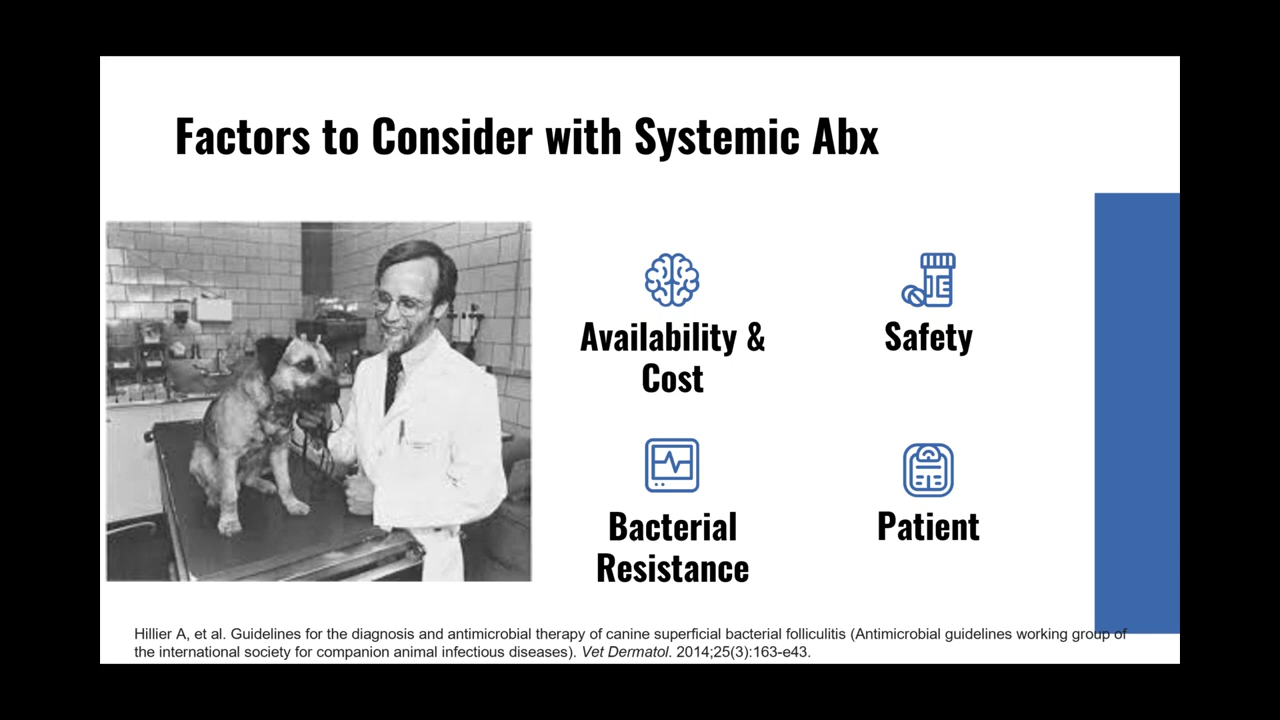 Factors to Consider with Systemic Abx
Availability &
Cost
Safety
Bacterial
Resistance
Patient
Hillier A, et al. Guidelines for the diagnosis and antimicrobial therapy of canine superficial bacterial folliculitis (Antimicrobial guidelines working group of
the international society for companion animal infectious diseases). Vet Dermatol. 2014;25(3):163-e43.